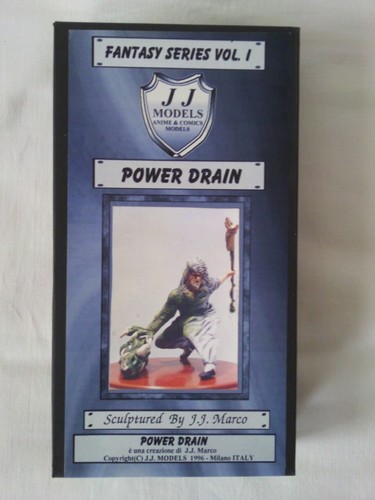 FANTASY SERIES VOL. I
J J
MODELS
ANIME & COMICS
MODELS
POWER DRAIN
Sculptured By J.J. Marco
POWER DRAIN
è una creazione di J.J. Marco
Copyright(C) J.J. MODELS 1996 - Milano ITALY